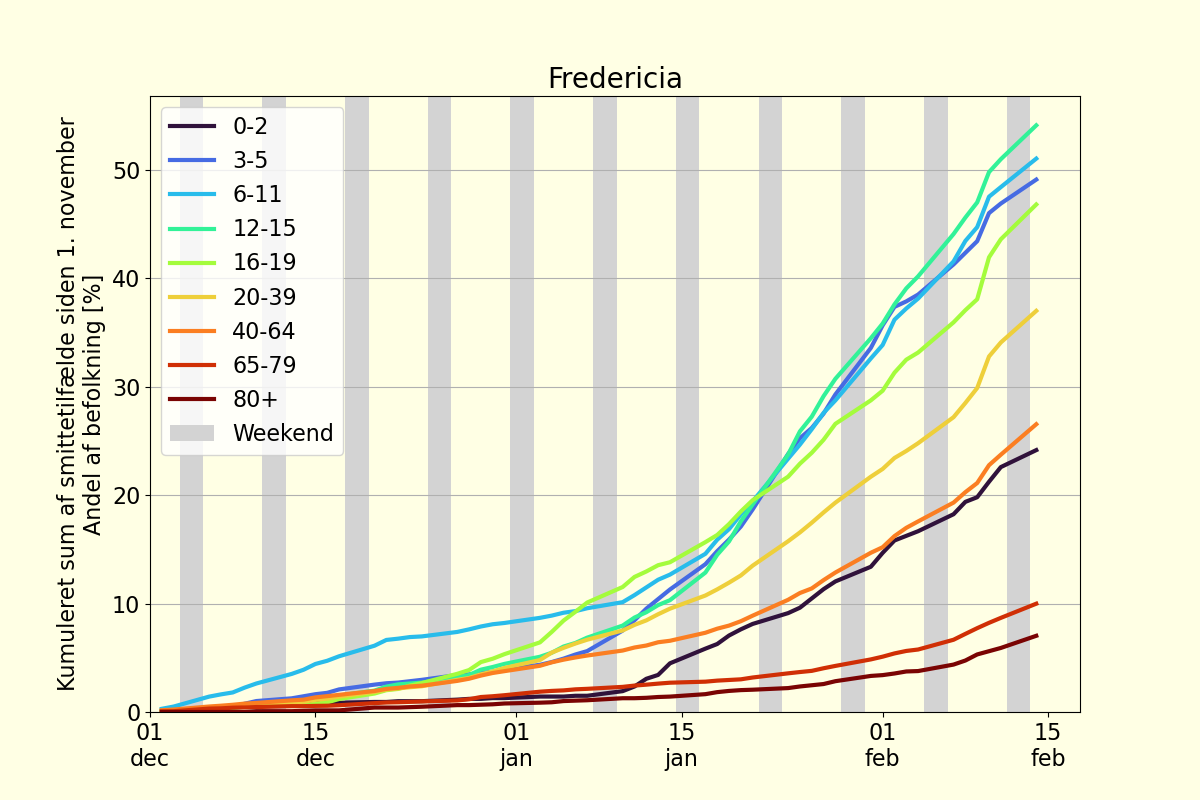 Fredericia
Kumuleret sum af smittetilfælde siden 1. november
Andel af befolkning [%]
50
40
30
20
10
0
0-2
3-5
6-11
12-15
16-19
20-39
40-64
65-79
80+
Weekend
01 dec
15 dec
01 jan
15 jan
01 feb
15 feb